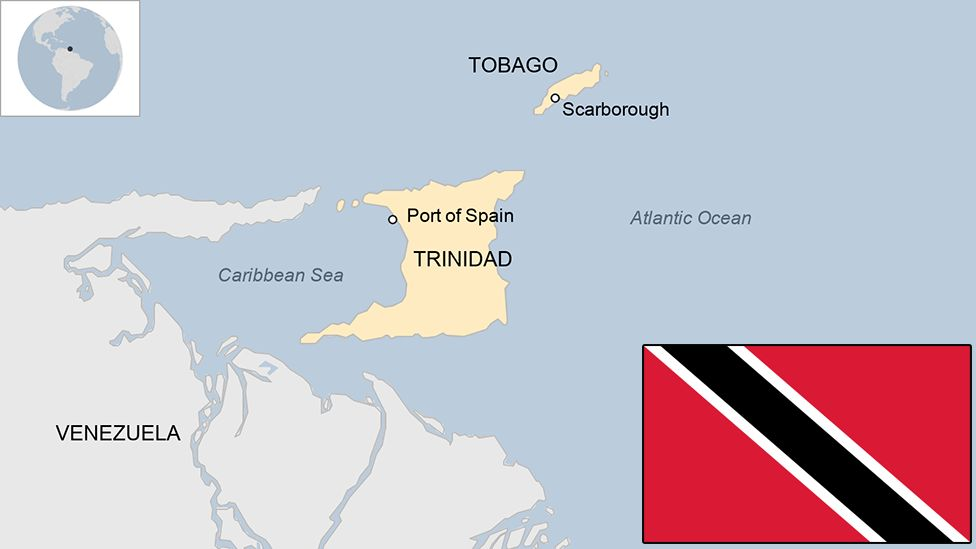 TOBAGO
Scarborough
Port of Spain
Atlantic Ocean
TRINIDAD
Caribbean Sea
VENEZUELA